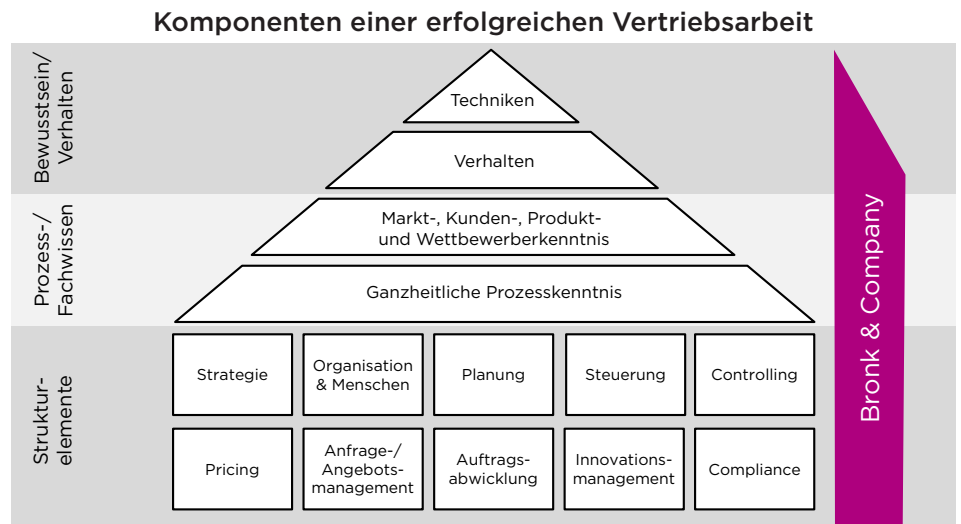 Komponenten einer erfolgreichen Vertriebsarbeit
Bewusstsein/
Verhalten
Techniken
Verhalten
Prozess-/
Fachwissen
Markt-, Kunden-, Produkt-
und Wettbewerberkenntnis
Ganzheitliche Prozesskenntnis
Struktur-
elemente
Strategie
Organisation
& Menschen
Planung
Steuerung
Controlling
Pricing
Anfrage-/
Angebots-
management
Auftrags-
abwicklung
Innovations-
management
Compliance
Bronk & Company